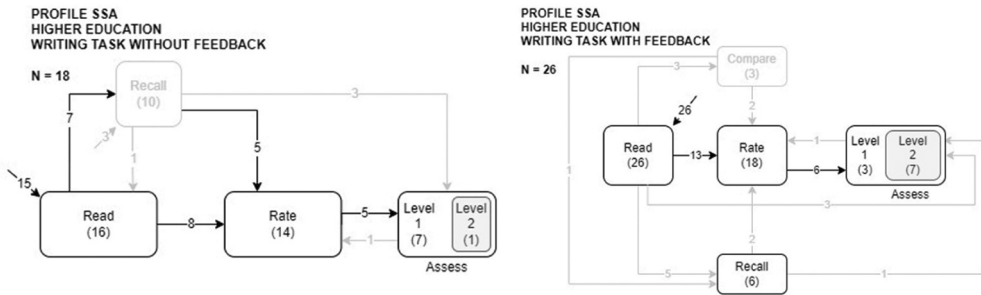 PROFILE SSA
HIGHER EDUCATION
WRITING TASK WITHOUT FEEDBACK
N = 18
Recall
(10)
3
7
3
1
5
15
Read
(16)
8
Rate
(14)
5
1
Level
1
(7)
Level
2
(1)
Assess
PROFILE SSA
HIGHER EDUCATION
WRITING TASK WITH FEEDBACK
N = 26
Compare
(3)
3
2
26
Read
(26)
13
Rate
(18)
1
6
Level
1
(3)
Level
2
(7)
Assess
1
3
2
5
Recall
(6)
1